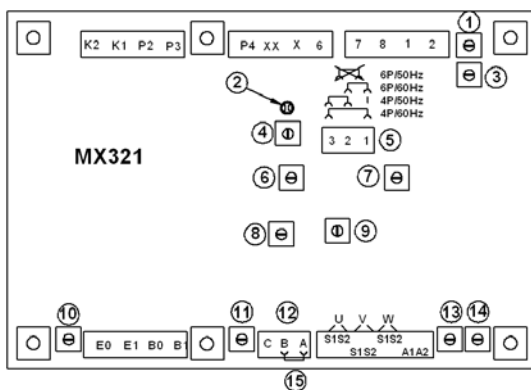 K2 K1 P2 P3
P4 XX X 6
7 8 1 2
1
2
3
6P/50Hz
6P/60Hz
4P/50Hz
4P/60Hz
4
3 2 1
5
MX321
6
7
8
9
10
11
12
13
14
U V W
E0 E1 B0 B1
C B A
S1S2 S1S2
S1S2 A1A2
15